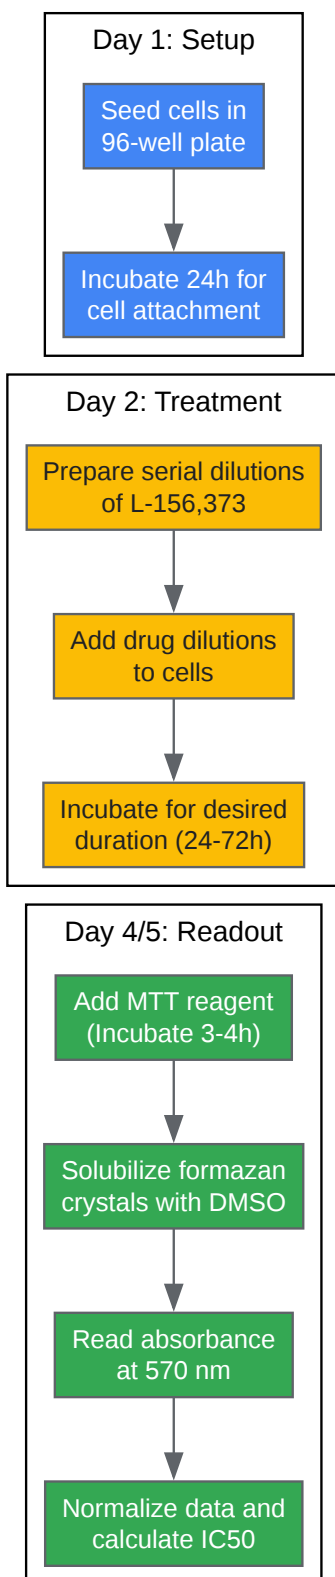 Day 1: Setup
Seed cells in
96-well plate
Incubate 24h for
cell attachment
Day 2: Treatment
Prepare serial dilutions
of L-156,373
Add drug dilutions
to cells
Incubate for desired
duration (24-72h)
Day 4/5: Readout
Add MTT reagent
(Incubate 3-4h)
Solubilize formazan
crystals with DMSO
Read absorbance
at 570 nm
Normalize data and
calculate IC50